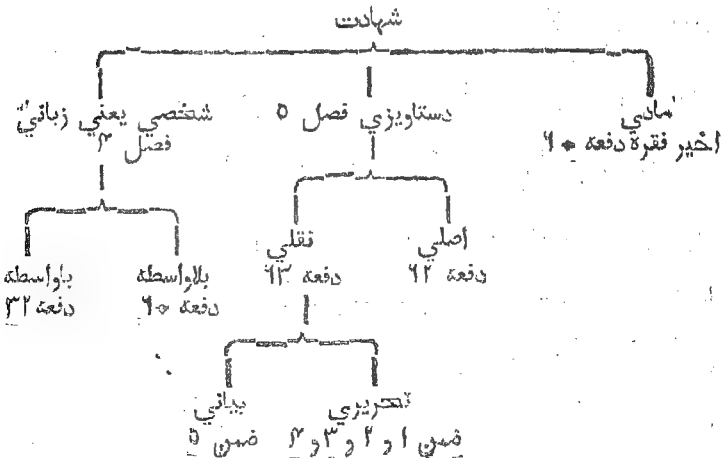 شهادت
مادي دستاويزي فصل ۵ شخصي يعني زباني
اخير فقرة دفعه ۶۰ فصل ۴
اصلي نقلي
دفعه ۶۲ دفعه ۶۳
بلاواسطه باواسطه
دفعه ۶۰ دفعه ۳۲
تحريري بياني
ضمن ۱ و ۲ و ۳ و ۴ ضمن ۵